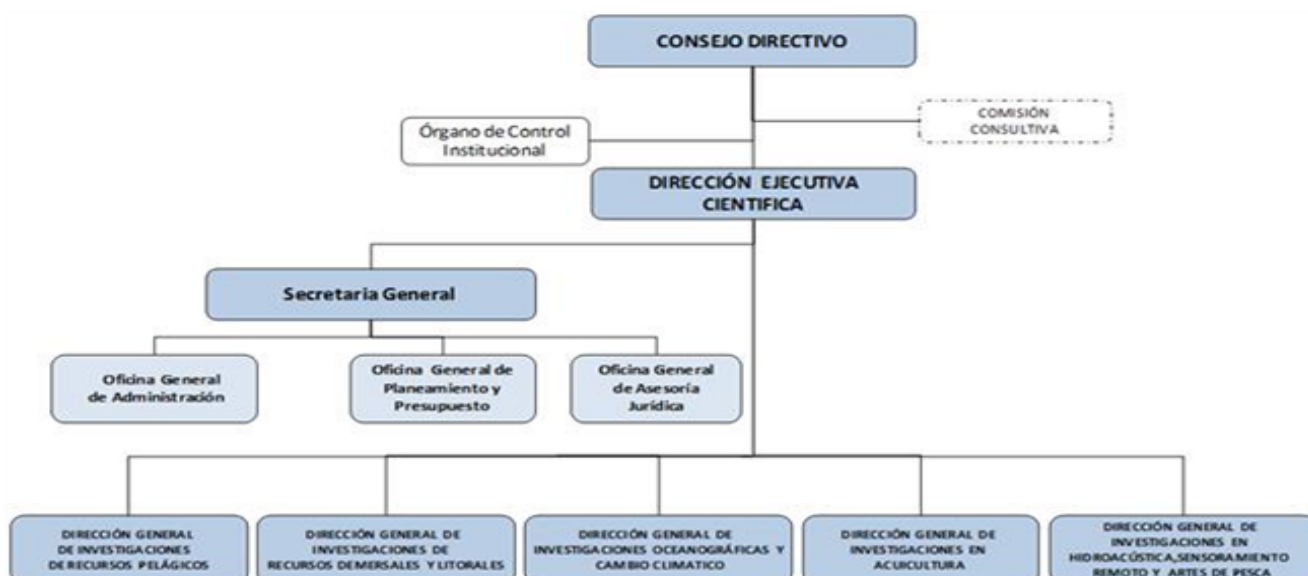 CONSEJO DIRECTIVO
COMISIÓN
CONSULTIVA
Órgano de Control
Institucional
DIRECCIÓN EJECUTIVA
CIENTIFICA
Secretaria General
Oficina General
de Administración
Oficina General de
Planeamiento y
Presupuesto
Oficina General
de Asesoría
Jurídica
DIRECCIÓN GENERAL
DE INVESTIGACIONES
DE RECURSOS PELÁGICOS
DIRECCIÓN GENERAL DE
INVESTIGACIONES DE
RECURSOS DEMERSALES Y LITORALES
DIRECCIÓN GENERAL DE
INVESTIGACIONES OCEANOGRÁFICAS Y
CAMBIO CLIMATICO
DIRECCIÓN GENERAL DE
INVESTIGACIONES EN
ACUICULTURA
DIRECCIÓN GENERAL DE
INVESTIGACIONES EN
HIDROACÚSTICA,SENSORAMIENTO
REMOTO Y ARTES DE PESCA